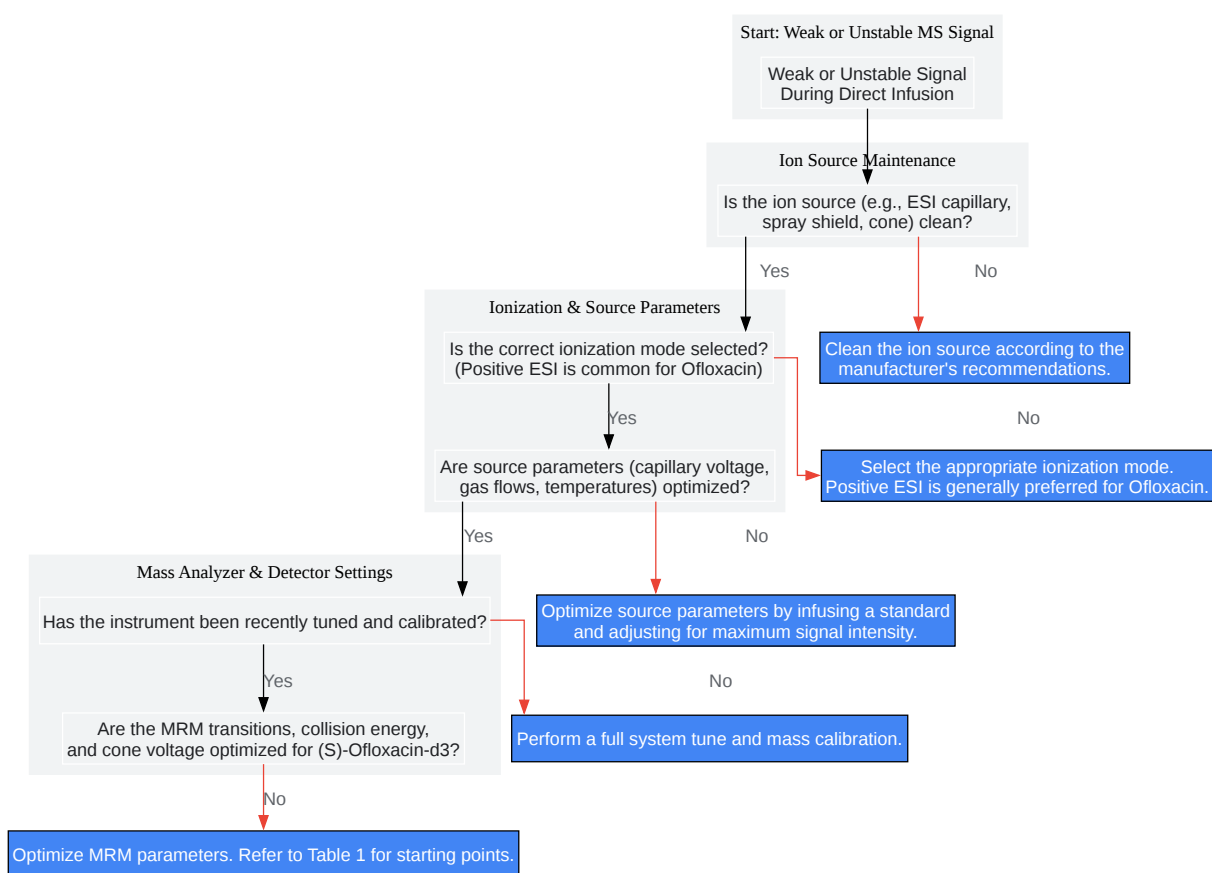 Start: Weak or Unstable MS Signal
Weak or Unstable Signal
During Direct Infusion
Ion Source Maintenance
Is the ion source (e.g., ESI capillary,
spray shield, cone) clean?
Yes
No
Ionization & Source Parameters
Is the correct ionization mode selected?
(Positive ESI is common for Ofloxacin)
Clean the ion source according to the
manufacturer's recommendations.
Yes
No
Are source parameters (capillary voltage,
gas flows, temperatures) optimized?
Select the appropriate ionization mode.
Positive ESI is generally preferred for Ofloxacin.
Yes
No
Mass Analyzer & Detector Settings
Has the instrument been recently tuned and calibrated?
Optimize source parameters by infusing a standard
and adjusting for maximum signal intensity.
Yes
No
Are the MRM transitions, collision energy,
and cone voltage optimized for (S)-Ofloxacin-d3?
Perform a full system tune and mass calibration.
No
Optimize MRM parameters. Refer to Table 1 for starting points.